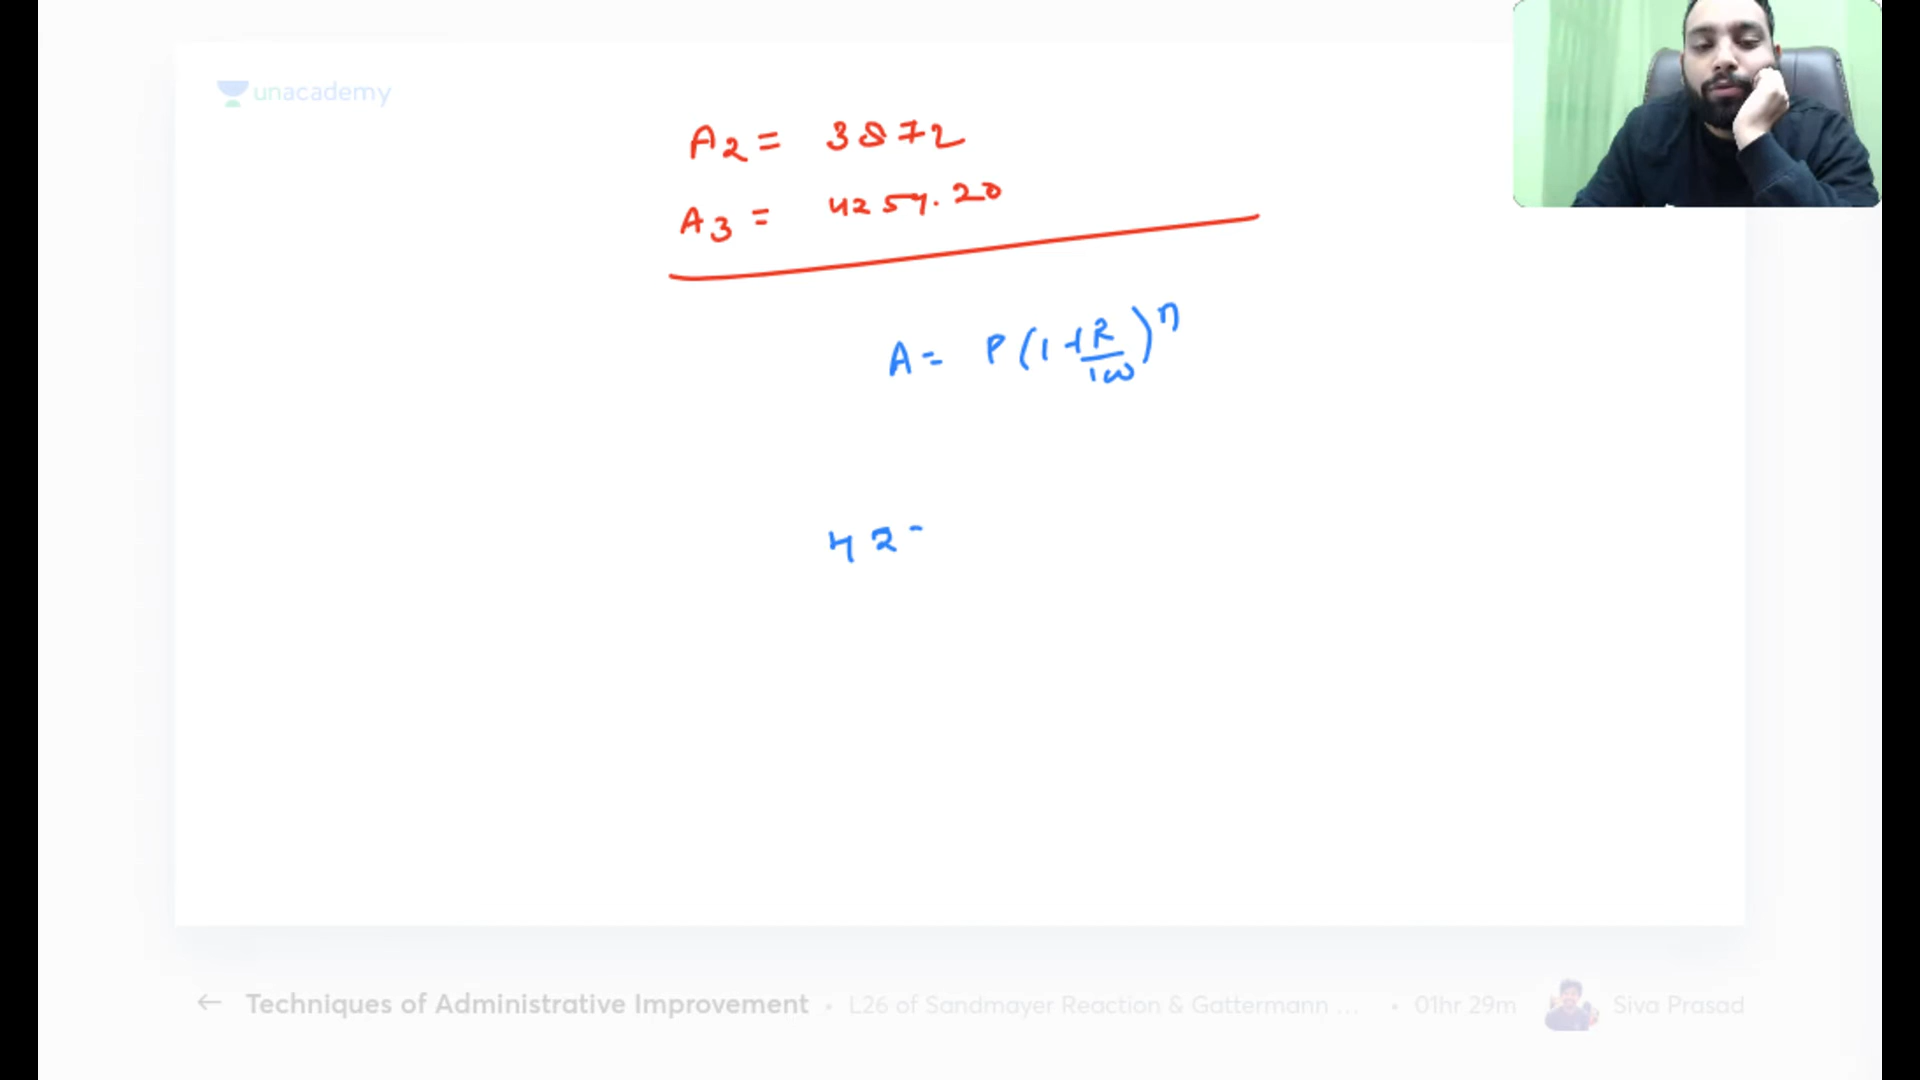 unacademy
A2 = 3872
A3 = 4259.20
A = P(1+R/100)^n
42
← Techniques of Administrative Improvement • L26 of Sandmayer Reaction & Gattermann ... • 01hr 29m Siva Prasad